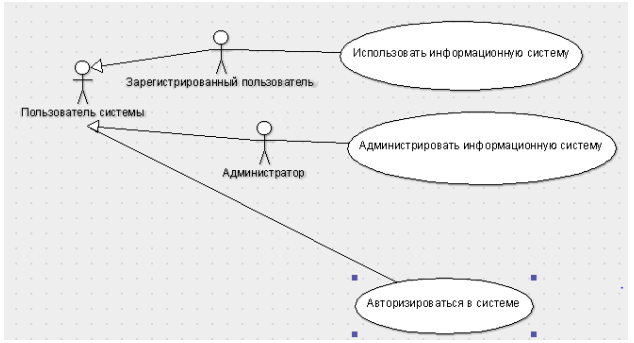 Использовать информационную систему
Зарегистрированный пользователь
Пользователь системы
Администрировать информационную систему
Администратор
Авторизироваться в системе